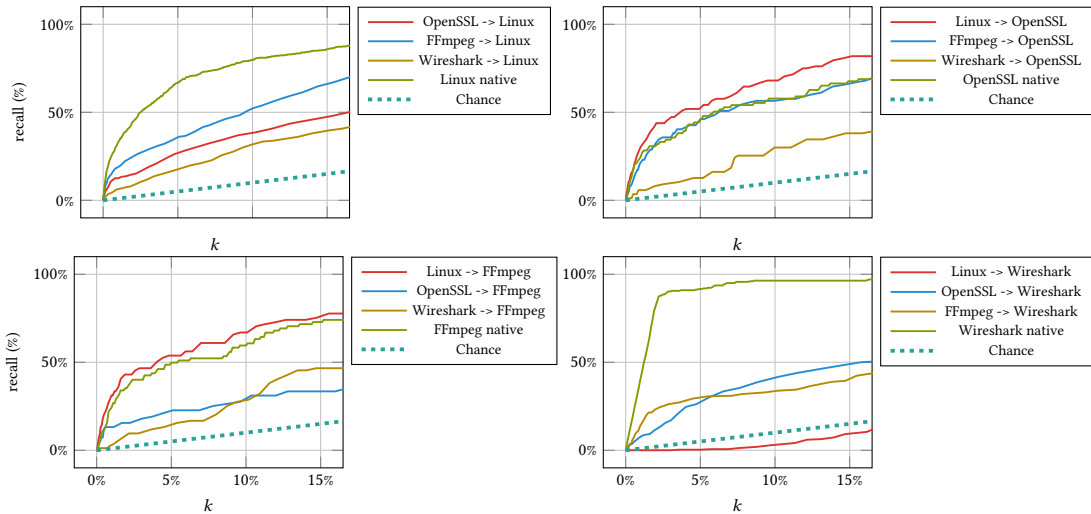 100%
50%
0%
recall (%)
k
OpenSSL -> Linux
FFmpeg -> Linux
Wireshark -> Linux
Linux native
Chance
100%
50%
0%
k
Linux -> OpenSSL
FFmpeg -> OpenSSL
Wireshark -> OpenSSL
OpenSSL native
Chance
100%
50%
0%
recall (%)
0% 5% 10% 15%
k
Linux -> FFmpeg
OpenSSL -> FFmpeg
Wireshark -> FFmpeg
FFmpeg native
Chance
100%
50%
0%
0% 5% 10% 15%
k
Linux -> Wireshark
OpenSSL -> Wireshark
FFmpeg -> Wireshark
Wireshark native
Chance